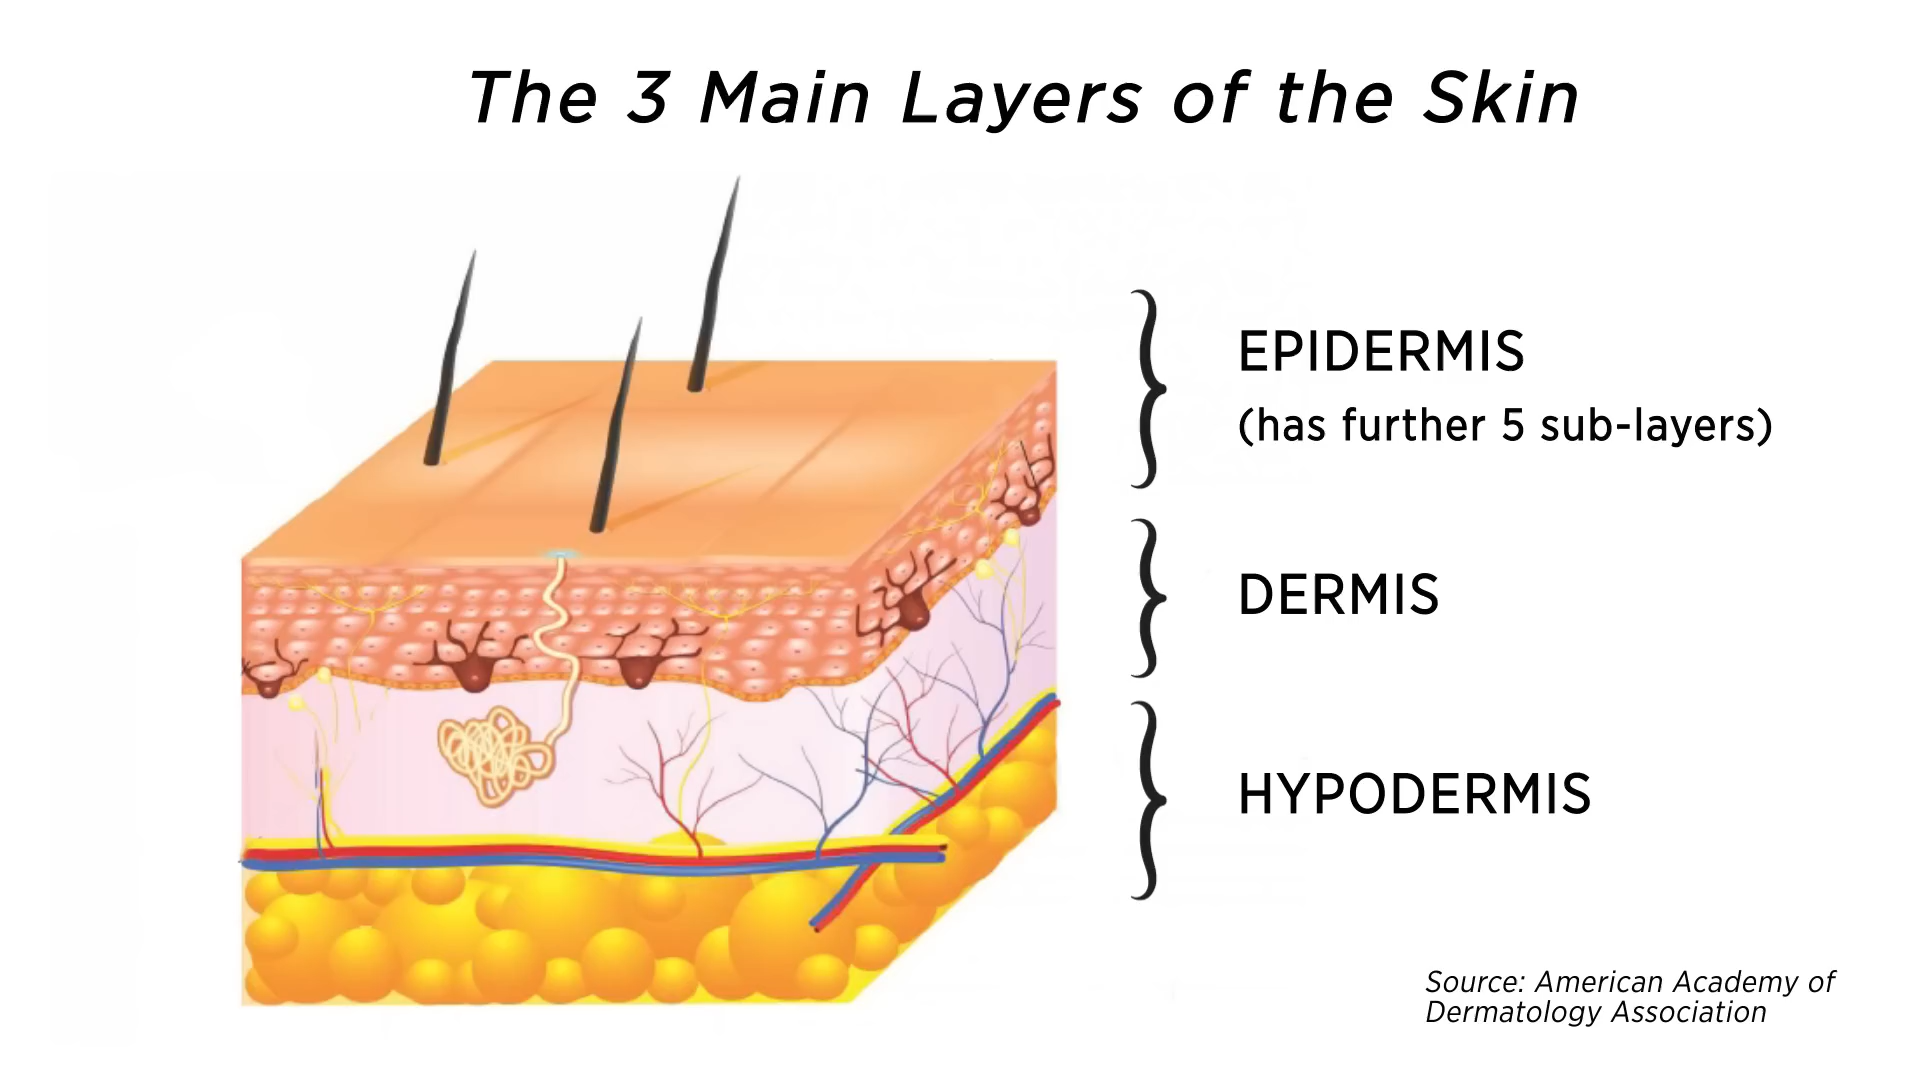 The 3 Main Layers of the Skin
EPIDERMIS
(has further 5 sub-layers)
DERMIS
HYPODERMIS
Source: American Academy of
Dermatology Association